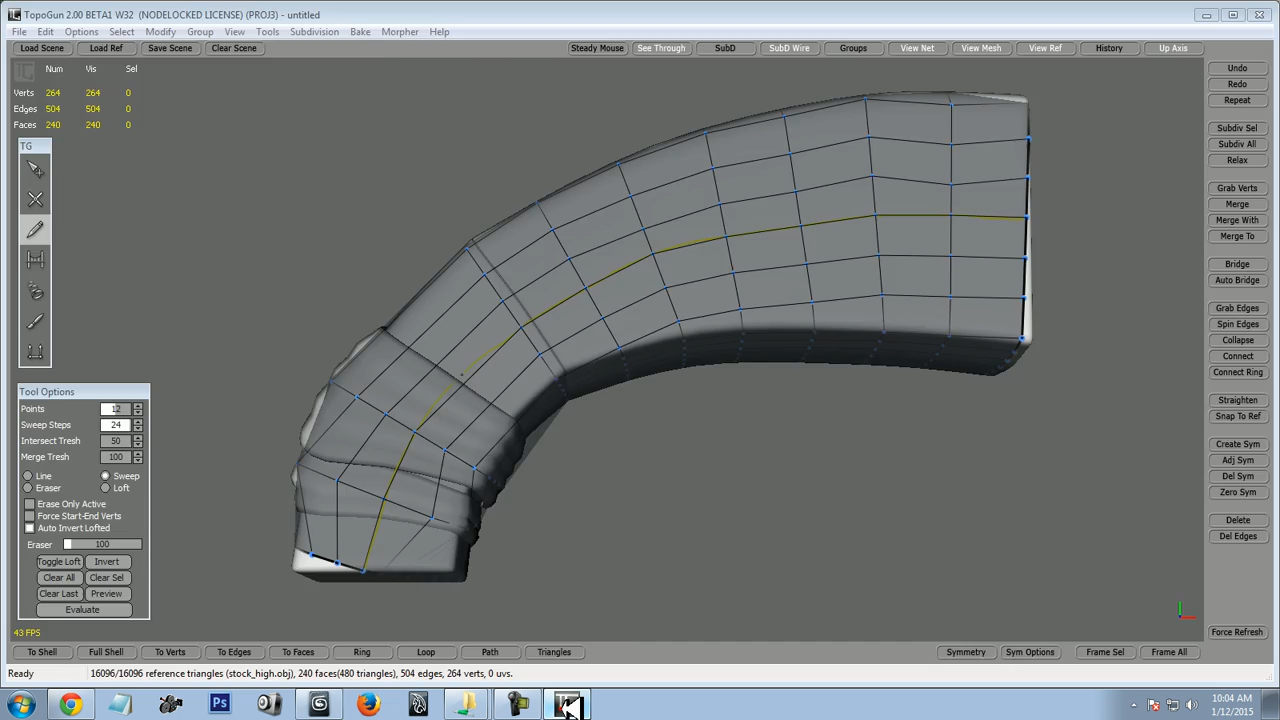 TopoGun 2.00 BETA1 W32 (NODELOCKED LICENSE) (PROJ3) - untitled
File Edit Options Select Modify Group View Tools Subdivision Bake Morpher Help
Load Scene Load Ref Save Scene Clear Scene Steady Mouse See Through SubD SubD Wire Groups View Net View Mesh View Ref History Up Axis
Num Vis Sel
Verts 264 264 0
Edges 504 504 0
Faces 240 240 0
TG
Undo
Redo
Repeat
Subdiv Sel
Subdiv All
Relax
Grab Verts
Merge
Merge With
Merge To
Bridge
Auto Bridge
Grab Edges
Spin Edges
Collapse
Connect
Connect Ring
Straighten
Snap To Ref
Create Sym
Adj Sym
Del Sym
Zero Sym
Delete
Del Edges
Force Refresh
Tool Options
Points 12
Sweep Steps 24
Intersect Tresh 50
Merge Tresh 100
Line Sweep
Eraser Loft
Erase Only Active
Force Start-End Verts
Auto Invert Lofted
Eraser 100
Toggle Loft Invert
Clear All Clear Sel
Clear Last Preview
Evaluate
43 FPS
To Shell Full Shell To Verts To Edges To Faces Ring Loop Path Triangles Symmetry Sym Options Frame Sel Frame All
Ready 16096/16096 reference triangles (stock_high.obj), 240 faces(480 triangles), 504 edges, 264 verts, 0 uvs.
Ps
10:04 AM
1/12/2015